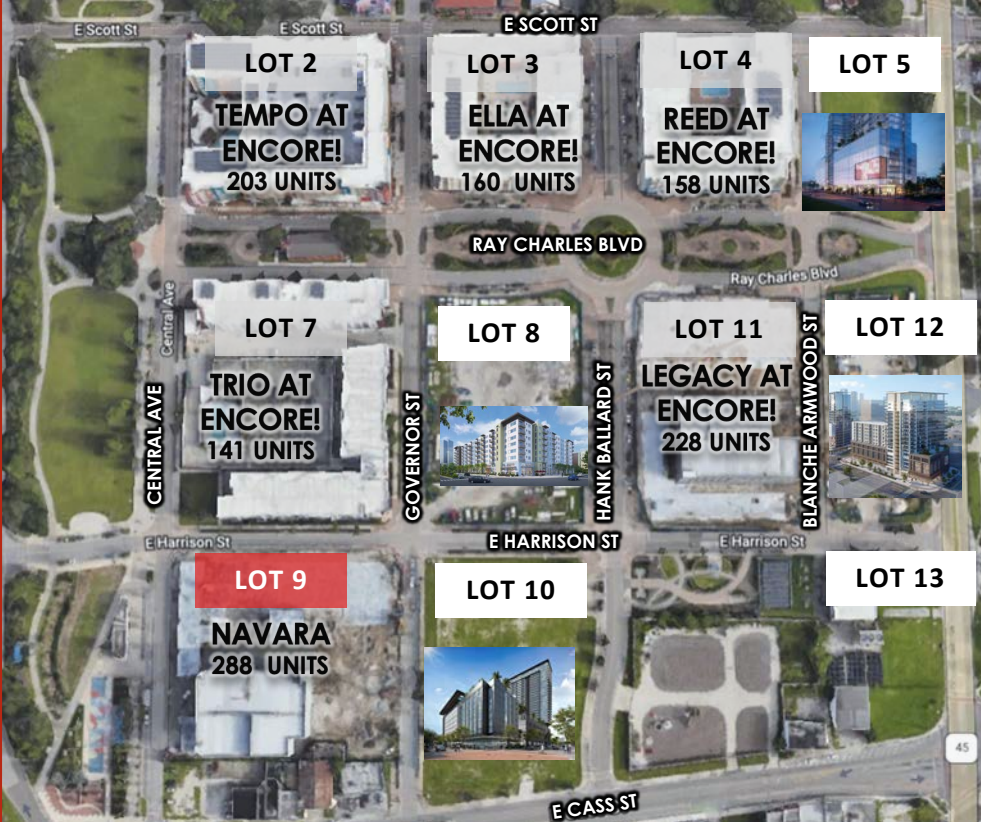 E Scott St
E Scott St
E SCOTT ST
LOT 2
LOT 3
LOT 4
LOT 5
TEMPO AT
ENCORE!
203 UNITS
ELLA AT
ENCORE!
160 UNITS
REED AT
ENCORE!
158 UNITS
RAY CHARLES BLVD
Ray Charles Blvd
Central Ave
CENTRAL AVE
LOT 7
TRIO AT
ENCORE!
141 UNITS
GOVERNOR ST
LOT 8
HANK BALLARD ST
LOT 11
LEGACY AT
ENCORE!
228 UNITS
BLANCHE ARMWOOD ST
LOT 12
E Harrison St
E HARRISON ST
E Harrison St
LOT 9
NAVARA
288 UNITS
LOT 10
LOT 13
45
E CASS ST